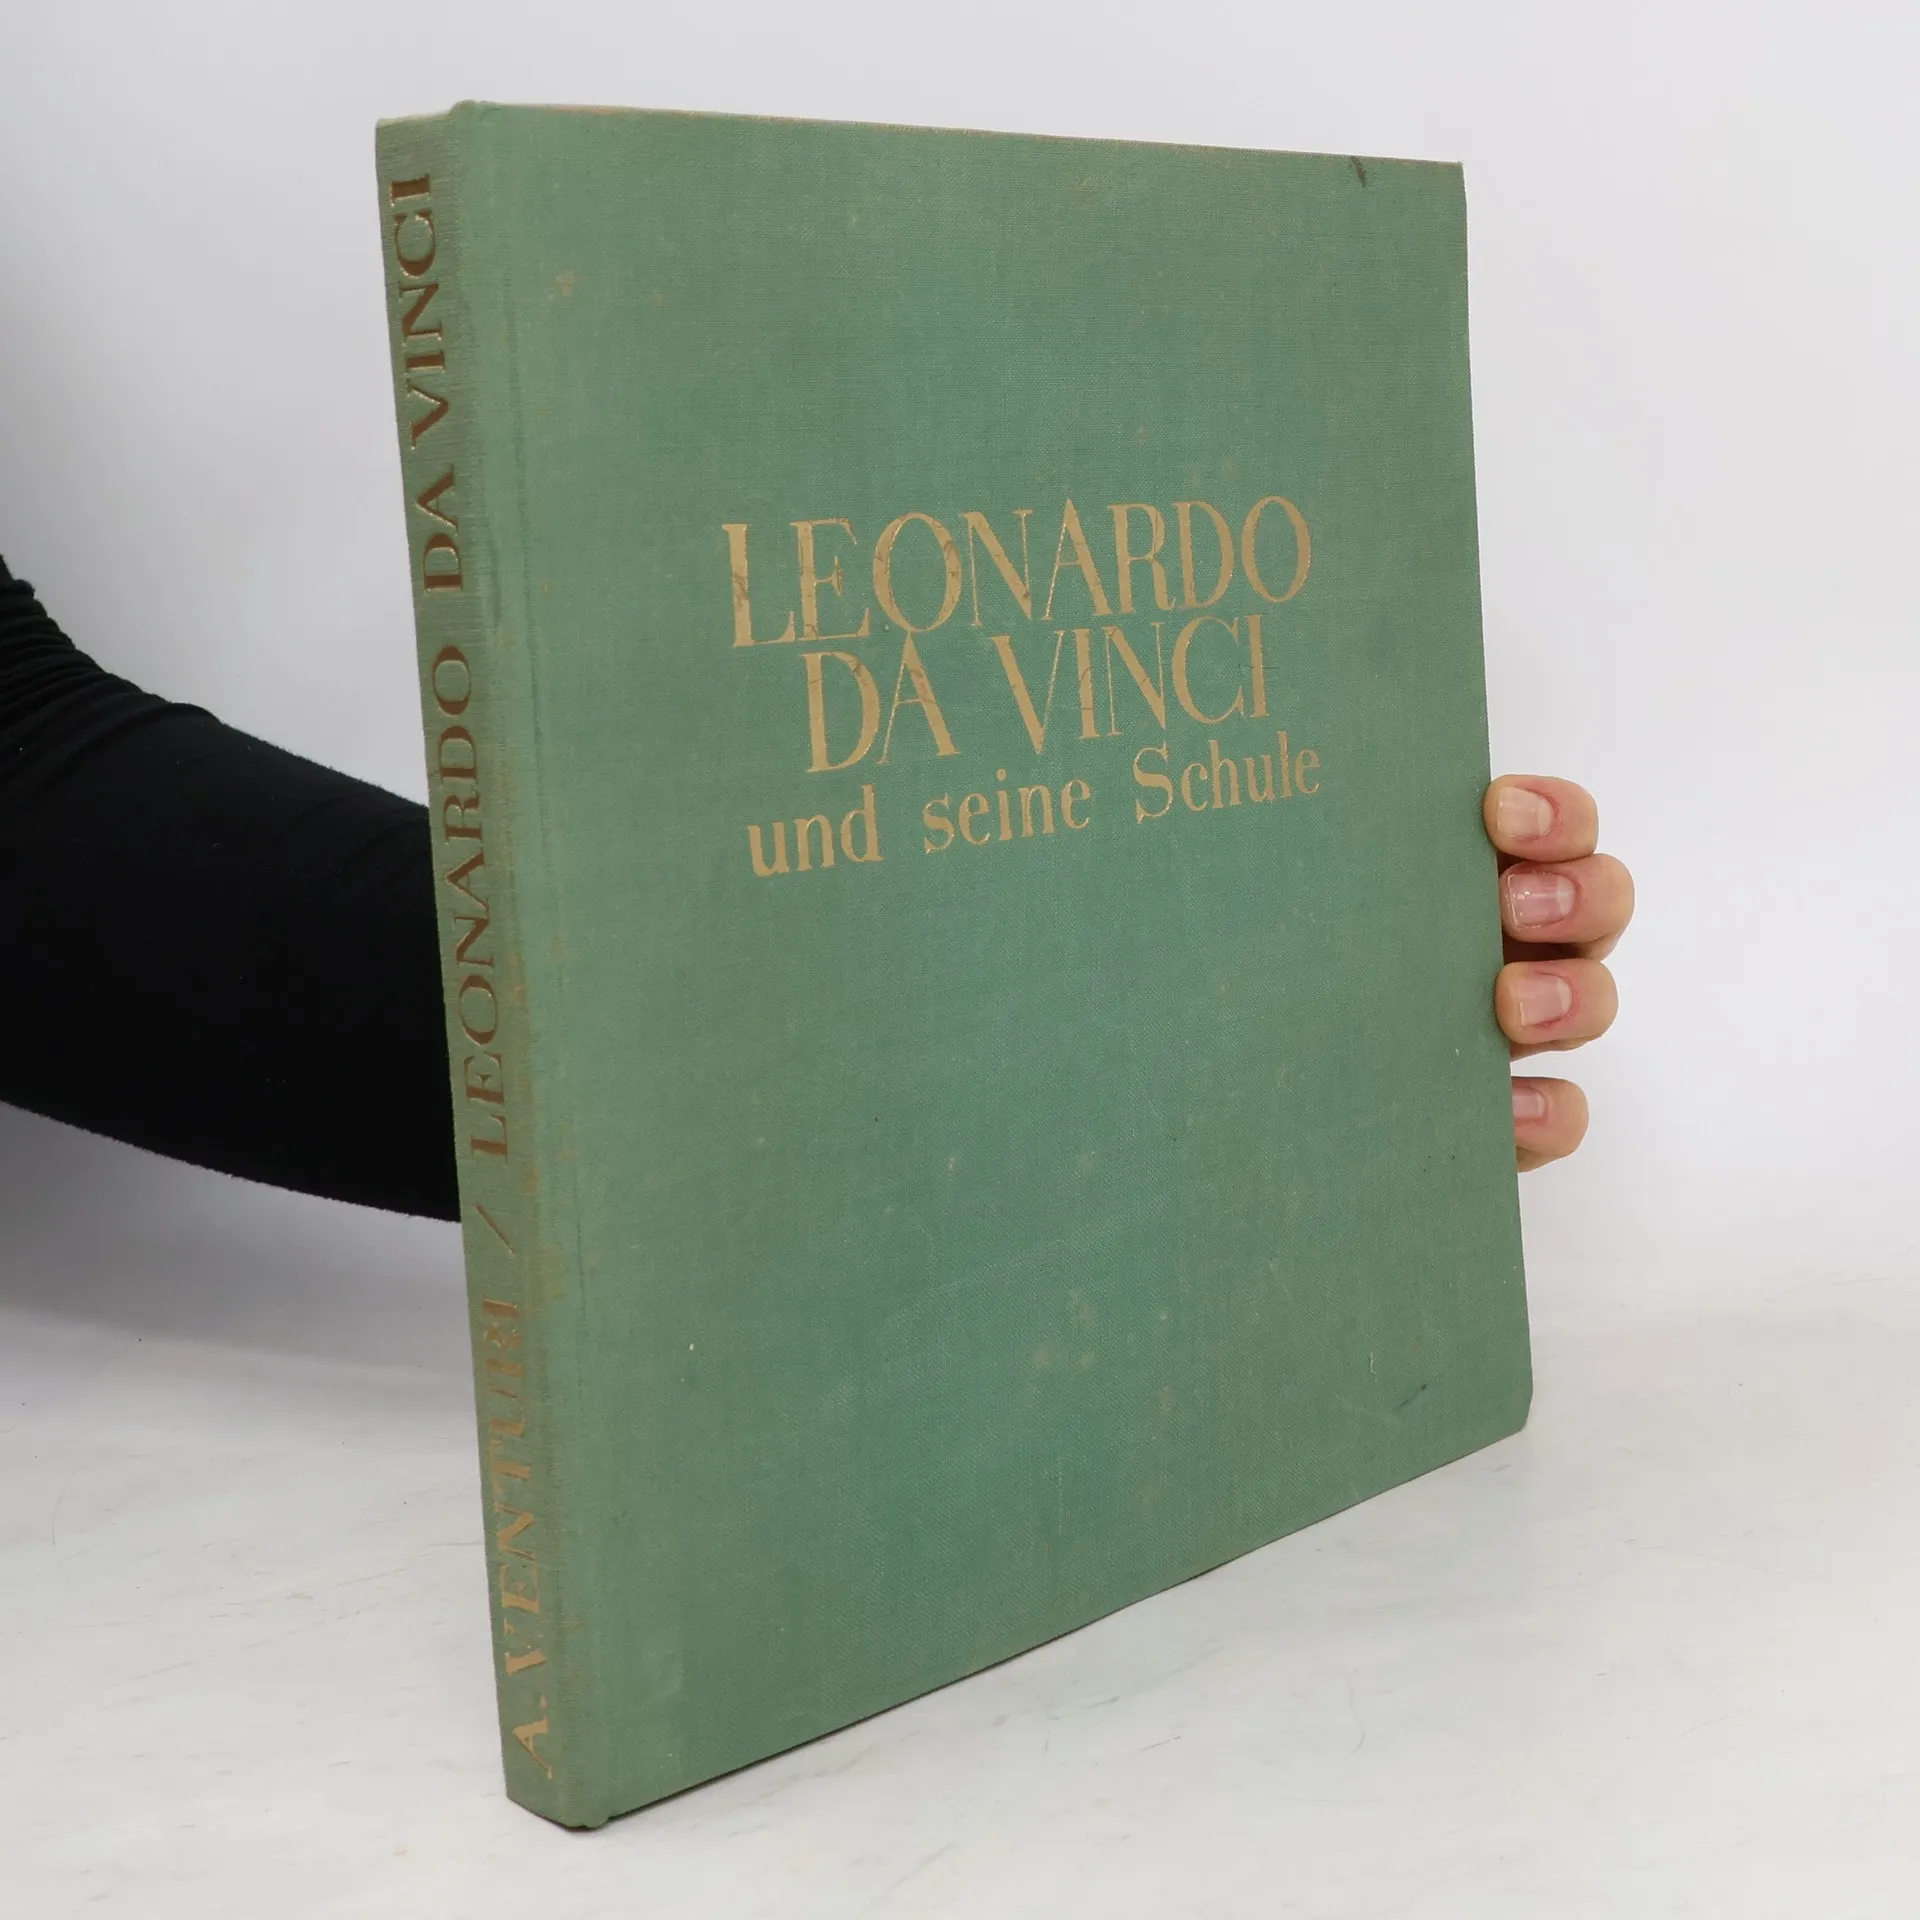 LEONARDO
DA VINCI
und seine Schule
A. VENTURI / LEONARDO DA VINCI